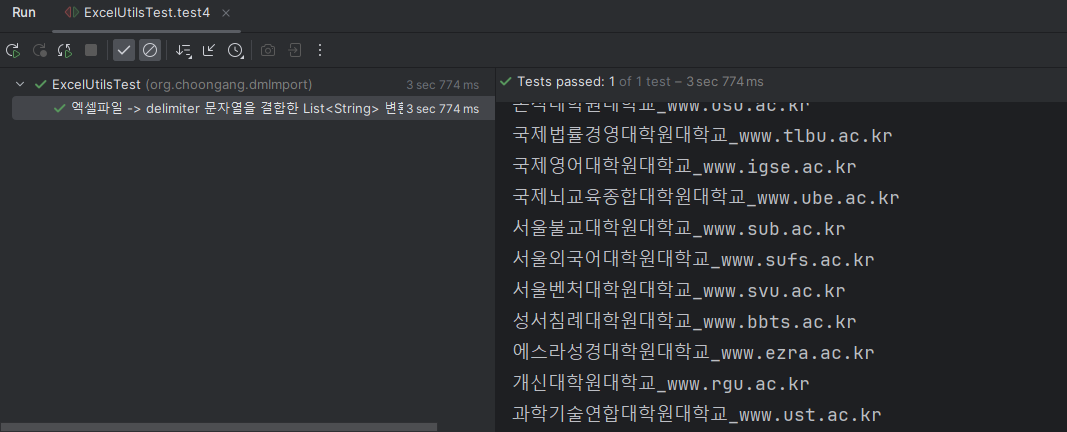 Run
ExcelUtilsTest.test4
ExcelUtilsTest (org.choongang.dmImport)
3 sec 774 ms
엑셀파일 -> delimiter 문자열을 결합한 List<String> 변환
3 sec 774 ms
Tests passed: 1 of 1 test – 3 sec 774 ms
국제법률경영대학원대학교_www.tlbu.ac.kr
국제영어대학원대학교_www.igse.ac.kr
국제뇌교육종합대학원대학교_www.ube.ac.kr
서울불교대학원대학교_www.sub.ac.kr
서울외국어대학원대학교_www.sufs.ac.kr
서울벤처대학원대학교_www.svu.ac.kr
성서침례대학원대학교_www.bbts.ac.kr
에스라성경대학원대학교_www.ezra.ac.kr
개신대학원대학교_www.rgu.ac.kr
과학기술연합대학원대학교_www.ust.ac.kr